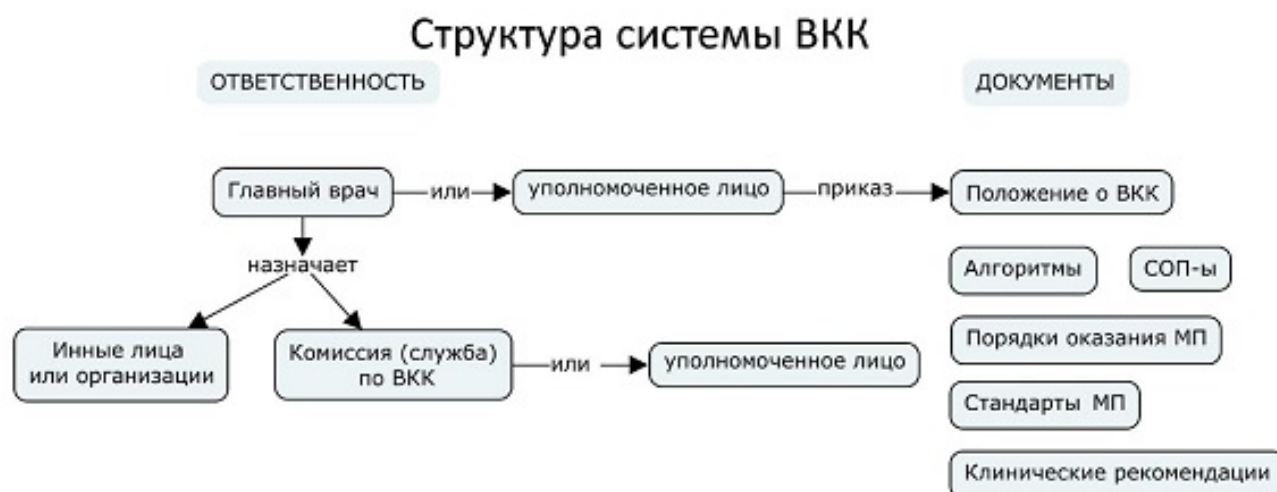 Структура системы ВКК
ОТВЕТСТВЕННОСТЬ
ДОКУМЕНТЫ
Главный врач
или
уполномоченное лицо
приказ
Положение о ВКК
назначает
Алгоритмы
СОП-ы
Инные лица
или организации
Комиссия (служба)
по ВКК
или
уполномоченное лицо
Порядки оказания МП
Стандарты МП
Клинические рекомендации